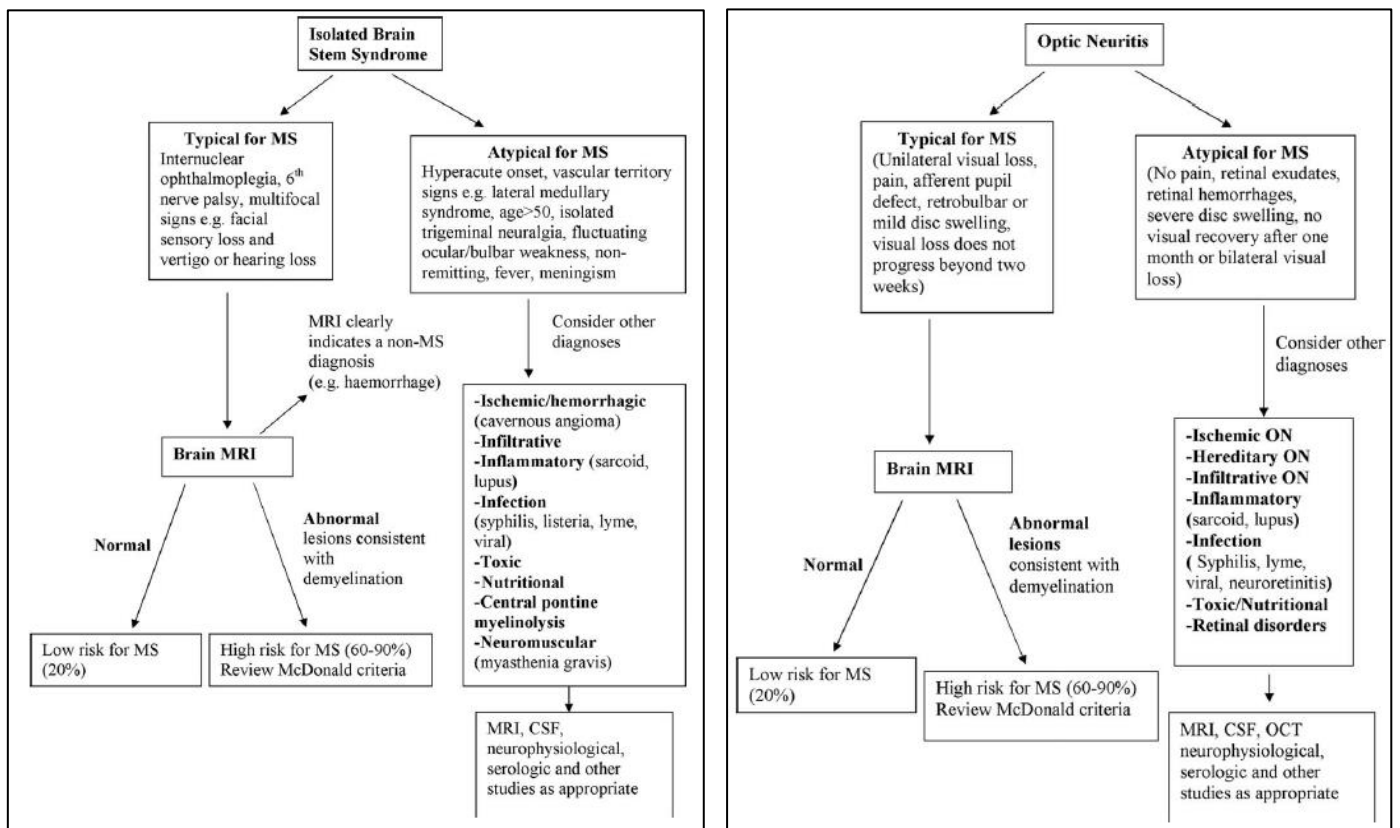 Isolated Brain
Stem Syndrome
Typical for MS
Internuclear
ophthalmoplegia, 6th
nerve palsy, multifocal
signs e.g. facial
sensory loss and
vertigo or hearing loss
Atypical for MS
Hyperacute onset, vascular territory
signs e.g. lateral medullary
syndrome, age>50, isolated
trigeminal neuralgia, fluctuating
ocular/bulbar weakness, non-
remitting, fever, meningism
MRI clearly
indicates a non-MS
diagnosis
(e.g. haemorrhage)
Consider other
diagnoses
Brain MRI
-Ischemic/hemorrhagic
(cavernous angioma)
-Infiltrative
-Inflammatory (sarcoid,
lupus)
-Infection
(syphilis, listeria, lyme,
viral)
-Toxic
-Nutritional
-Central pontine
myelinolysis
-Neuromuscular
(myasthenia gravis)
Normal
Abnormal
lesions consistent
with
demyelination
Low risk for MS
(20%)
High risk for MS (60-90%)
Review McDonald criteria
MRI, CSF,
neurophysiological,
serologic and other
studies as appropriate
Optic Neuritis
Typical for MS
(Unilateral visual loss,
pain, afferent pupil
defect, retrobulbar or
mild disc swelling,
visual loss does not
progress beyond two
weeks)
Atypical for MS
(No pain, retinal exudates,
retinal hemorrhages,
severe disc swelling, no
visual recovery after one
month or bilateral visual
loss)
Consider other
diagnoses
Brain MRI
-Ischemic ON
-Hereditary ON
-Infiltrative ON
-Inflammatory
(sarcoid, lupus)
-Infection
( Syphilis, lyme,
viral, neuroretinitis)
-Toxic/Nutritional
-Retinal disorders
Normal
Abnormal
lesions
consistent with
demyelination
Low risk for MS
(20%)
High risk for MS (60-90%)
Review McDonald criteria
MRI, CSF, OCT
neurophysiological,
serologic and other
studies as appropriate